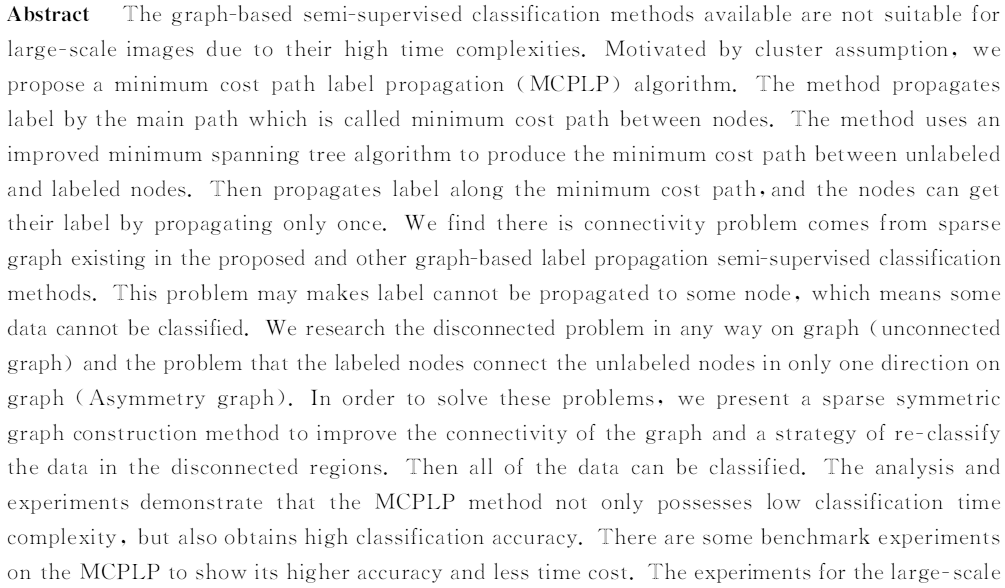 Abstract The graph-based semi-supervised classification methods available are not suitable for
large-scale images due to their high time complexities. Motivated by cluster assumption, we
propose a minimum cost path label propagation (MCPLP) algorithm. The method propagates
label by the main path which is called minimum cost path between nodes. The method uses an
improved minimum spanning tree algorithm to produce the minimum cost path between unlabeled
and labeled nodes. Then propagates label along the minimum cost path,and the nodes can get
their label by propagating only once. We find there is connectivity problem comes from sparse
graph existing in the proposed and other graph-based label propagation semi-supervised classification
methods. This problem may makes label cannot be propagated to some node, which means some
data cannot be classified. We research the disconnected problem in any way on graph (unconnected
graph) and the problem that the labeled nodes connect the unlabeled nodes in only one direction on
graph (Asymmetry graph). In order to solve these problems, we present a sparse symmetric
graph construction method to improve the connectivity of the graph and a strategy of re-classify
the data in the disconnected regions. Then all of the data can be classified. The analysis and
experiments demonstrate that the MCPLP method not only possesses low classification time
complexity, but also obtains high classification accuracy. There are some benchmark experiments
on the MCPLP to show its higher accuracy and less time cost. The experiments for the large-scale